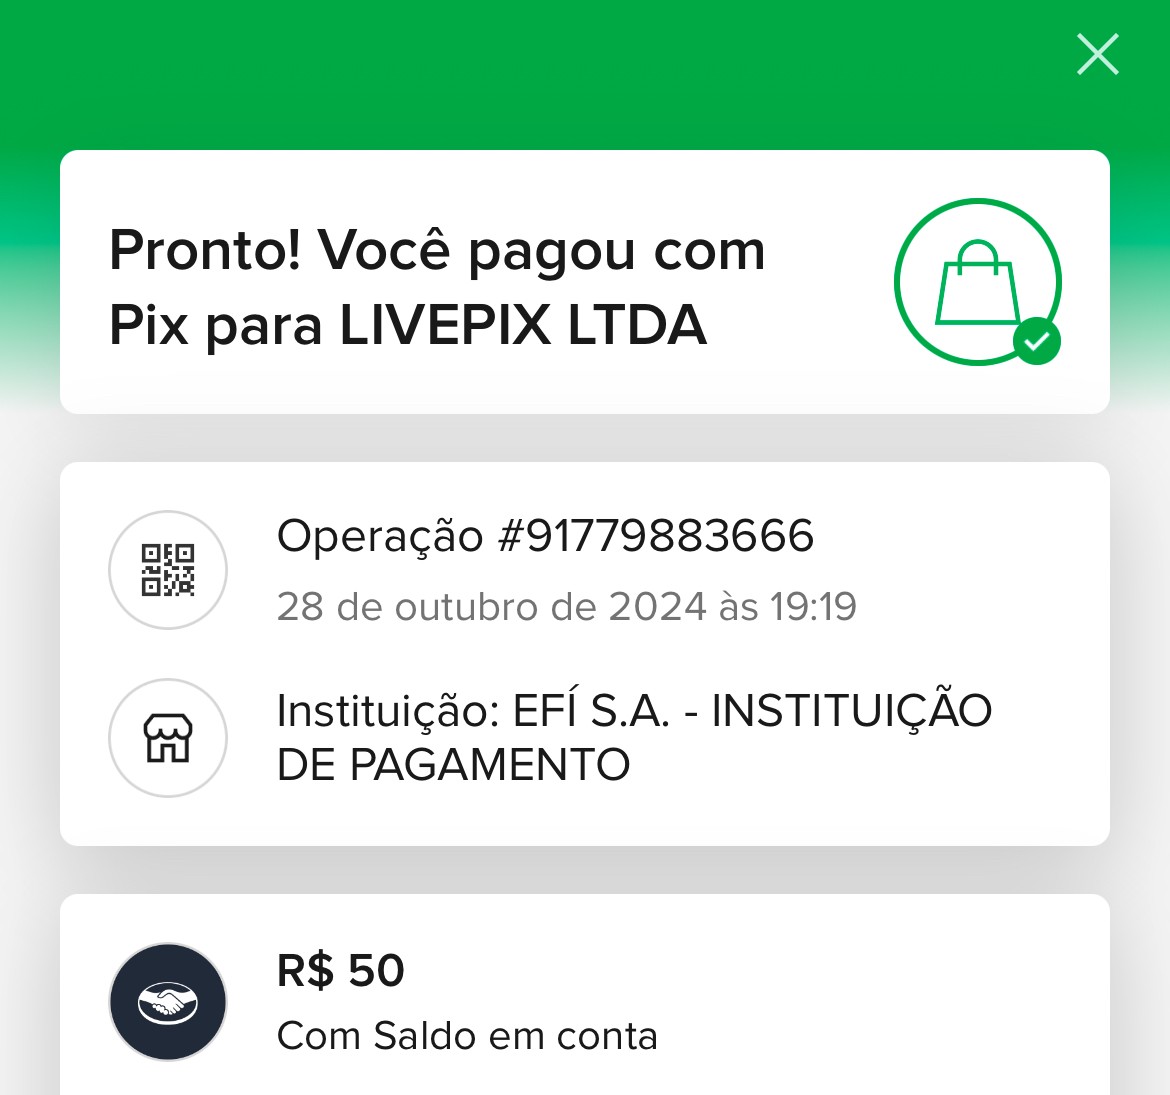 Pronto! Você pagou com
Pix para LIVEPIX LTDA
Operação #91779883666
28 de outubro de 2024 às 19:19
Instituição: EFÍ S.A. - INSTITUIÇÃO
DE PAGAMENTO
R$ 50
Com Saldo em conta